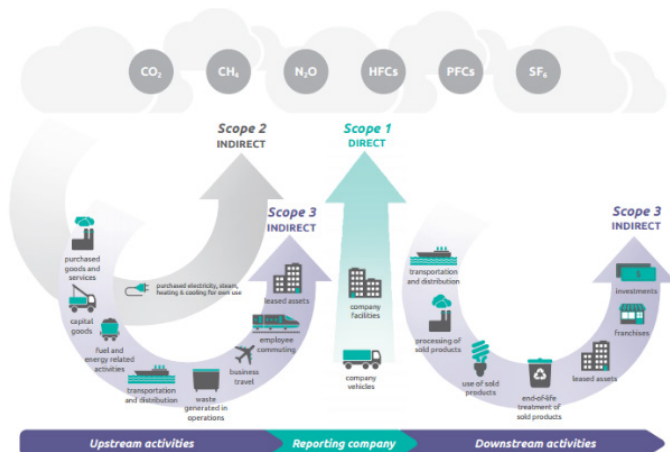 CO₂
CH₄
N₂O
HFCs
PFCs
SF₆
Scope 2
INDIRECT
Scope 1
DIRECT
Scope 3
INDIRECT
Scope 3
INDIRECT
purchased
goods and
services
capital
goods
fuel and
energy related
activities
transportation
and distribution
waste
generated in
operations
business
travel
employee
commuting
leased assets
purchased electricity, steam,
heating & cooling for own use
company
facilities
company
vehicles
transportation
and distribution
processing of
sold products
use of sold
products
end-of-life
treatment of
sold products
leased assets
franchises
investments
Upstream activities
Reporting company
Downstream activities